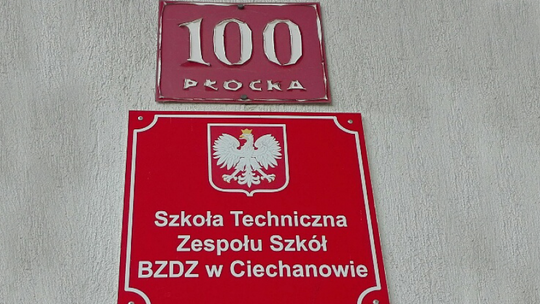 100
PŁOCKA
Szkoła Techniczna
Zespołu Szkół
BZDZ w Ciechanowie